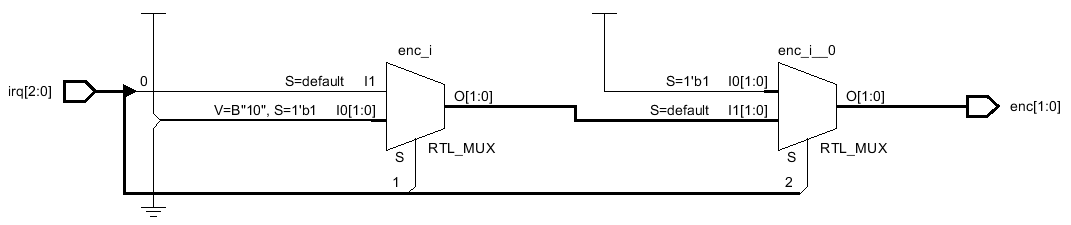 enc_i
enc_i__0
irq[2:0]
0
S=default
I1
V=B"10", S=1'b1
I0[1:0]
O[1:0]
S
RTL_MUX
1
S=1'b1
I0[1:0]
S=default
I1[1:0]
O[1:0]
S
RTL_MUX
2
enc[1:0]